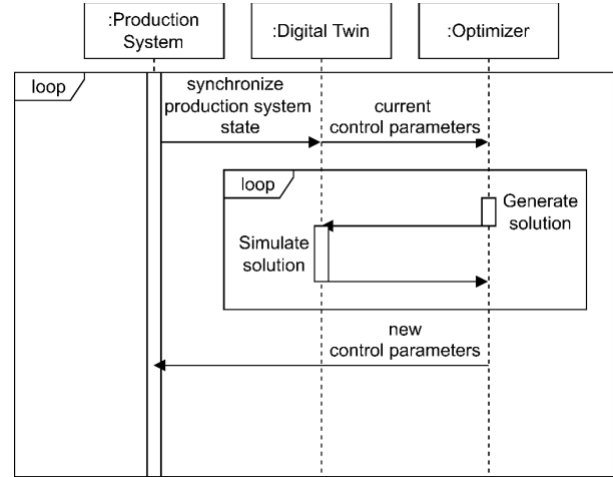 :Production
System
:Digital Twin
:Optimizer
loop
synchronize
production system
state
current
control parameters
loop
Generate
solution
Simulate
solution
new
control parameters